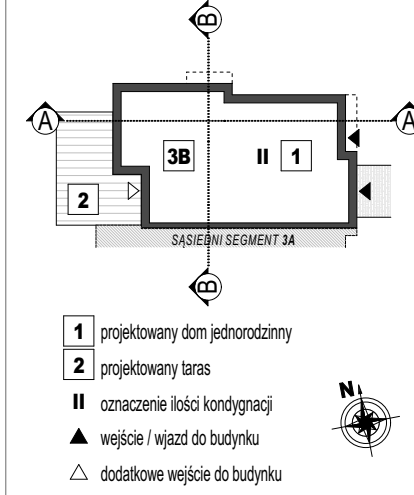 B
A A
3B II 1
2
SĄSIEDNI SEGMENT 3A
B
1 projektowany dom jednorodzinny
2 projektowany taras
II oznaczenie ilości kondygnacji
N
wejście / wjazd do budynku
dodatkowe wejście do budynku